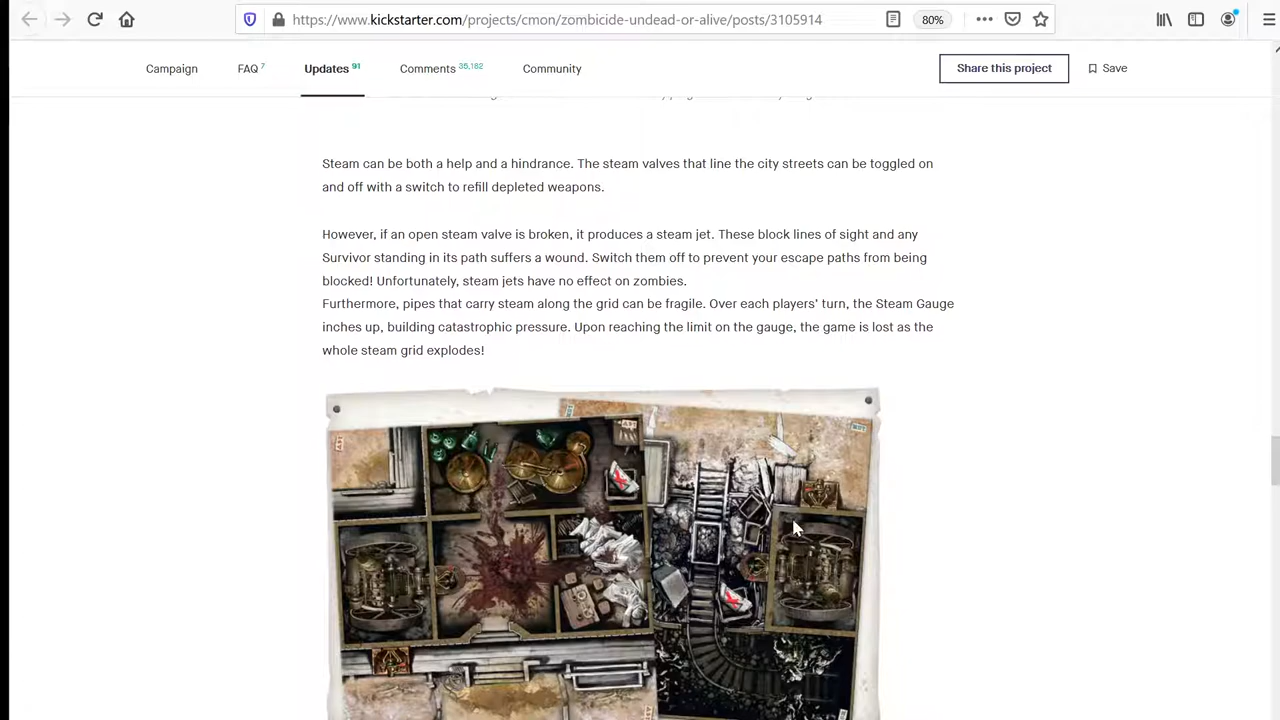 https://www.kickstarter.com/projects/cmon/zombicide-undead-or-alive/posts/3105914
80%
Campaign
FAQ 7
Updates 91
Comments 35,182
Community
Share this project
Save
Steam can be both a help and a hindrance. The steam valves that line the city streets can be toggled on
and off with a switch to refill depleted weapons.
However, if an open steam valve is broken, it produces a steam jet. These block lines of sight and any
Survivor standing in its path suffers a wound. Switch them off to prevent your escape paths from being
blocked! Unfortunately, steam jets have no effect on zombies.
Furthermore, pipes that carry steam along the grid can be fragile. Over each players’ turn, the Steam Gauge
inches up, building catastrophic pressure. Upon reaching the limit on the gauge, the game is lost as the
whole steam grid explodes!